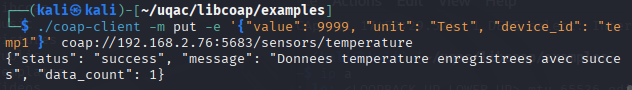 ┌──(kali㉿kali)-[~/uqac/libcoap/examples]
└─$ ./coap-client -m put -e '{"value": 9999, "unit": "Test", "device_id": "te
mp1"}' coap://192.168.2.76:5683/sensors/temperature
{"status": "success", "message": "Donnees temperature enregistrees avec succe
s", "data_count": 1}